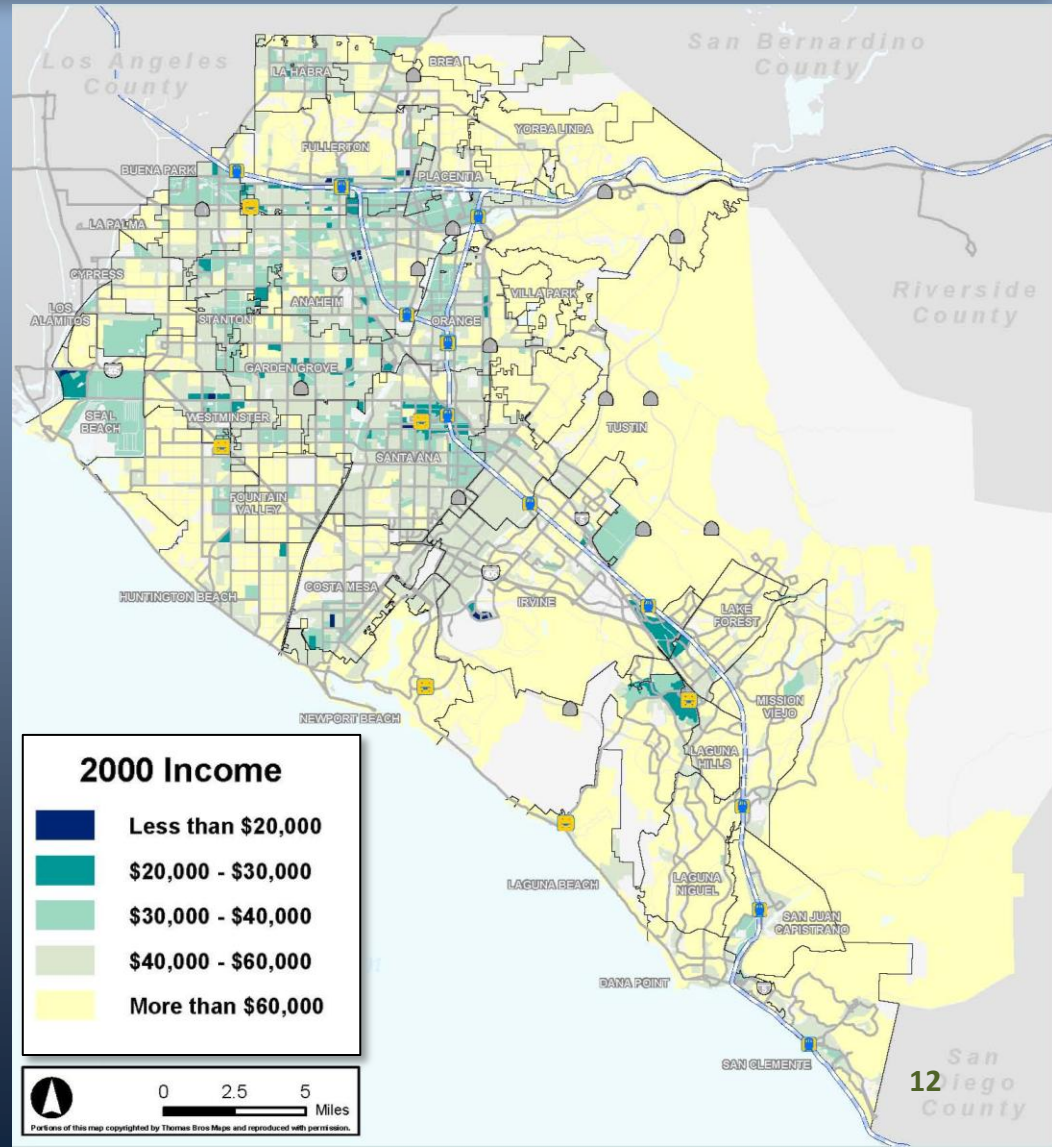 Los Angeles
County
San Bernardino
County
LA HABRA
BREA
YORBA LINDA
FULLERTON
BUENA PARK
PLACENTIA
LA PALMA
CYPRESS
LOS
ALAMITOS
STANTON
ANAHEIM
VILLA PARK
ORANGE
Riverside
County
GARDEN GROVE
SEAL
BEACH
WESTMINSTER
TUSTIN
SANTA ANA
FOUNTAIN
VALLEY
HUNTINGTON BEACH
COSTA MESA
IRVINE
LAKE
FOREST
MISSION
VIEJO
NEWPORT BEACH
LAGUNA
HILLS
LAGUNA BEACH
LAGUNA
NIGUEL
SAN JUAN
CAPISTRANO
DANA POINT
SAN CLEMENTE
San
Diego
County
2000 Income
Less than $20,000
$20,000 - $30,000
$30,000 - $40,000
$40,000 - $60,000
More than $60,000
0 2.5 5
Miles
Portions of this map copyrighted by Thomas Bros Maps and reproduced with permission.
12